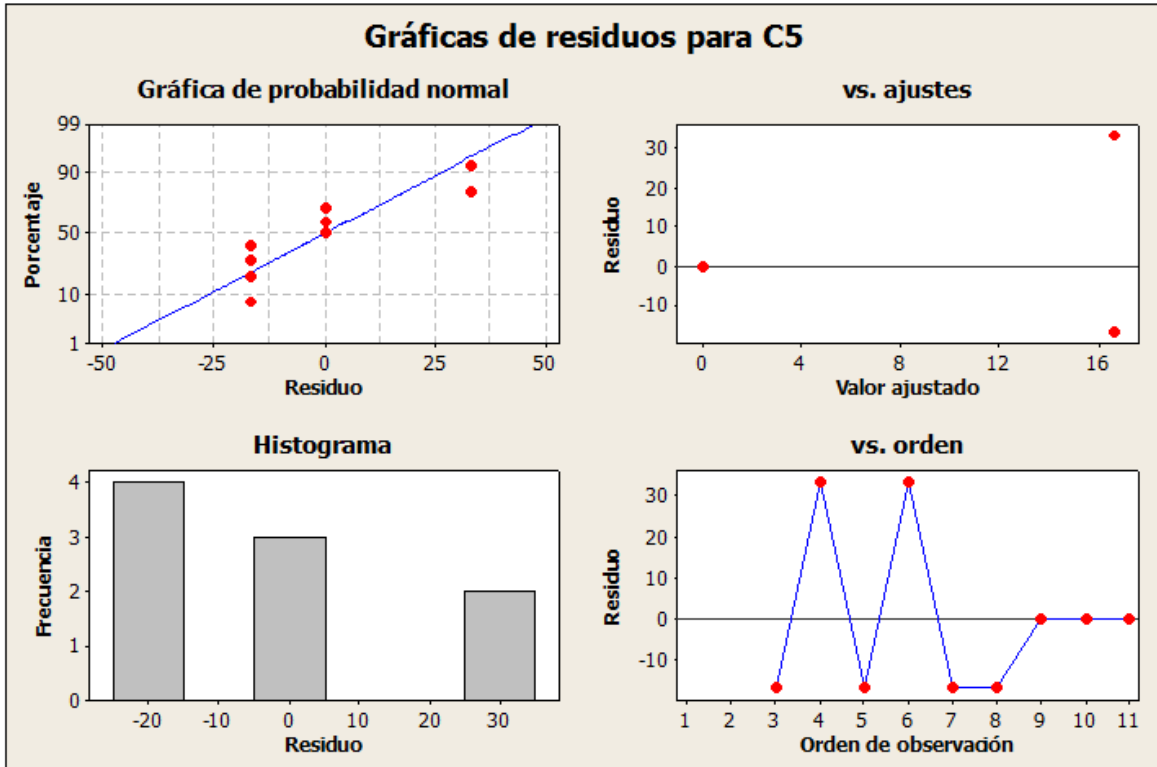 Gráficas de residuos para C5
Gráfica de probabilidad normal
99
90
50
10
1
Porcentaje
-50 -25 0 25 50
Residuo
vs. ajustes
30
20
10
0
-10
Residuo
0 4 8 12 16
Valor ajustado
Histograma
4
3
2
1
0
Frecuencia
-20 -10 0 10 20 30
Residuo
vs. orden
30
20
10
0
-10
Residuo
1 2 3 4 5 6 7 8 9 10 11
Orden de observación